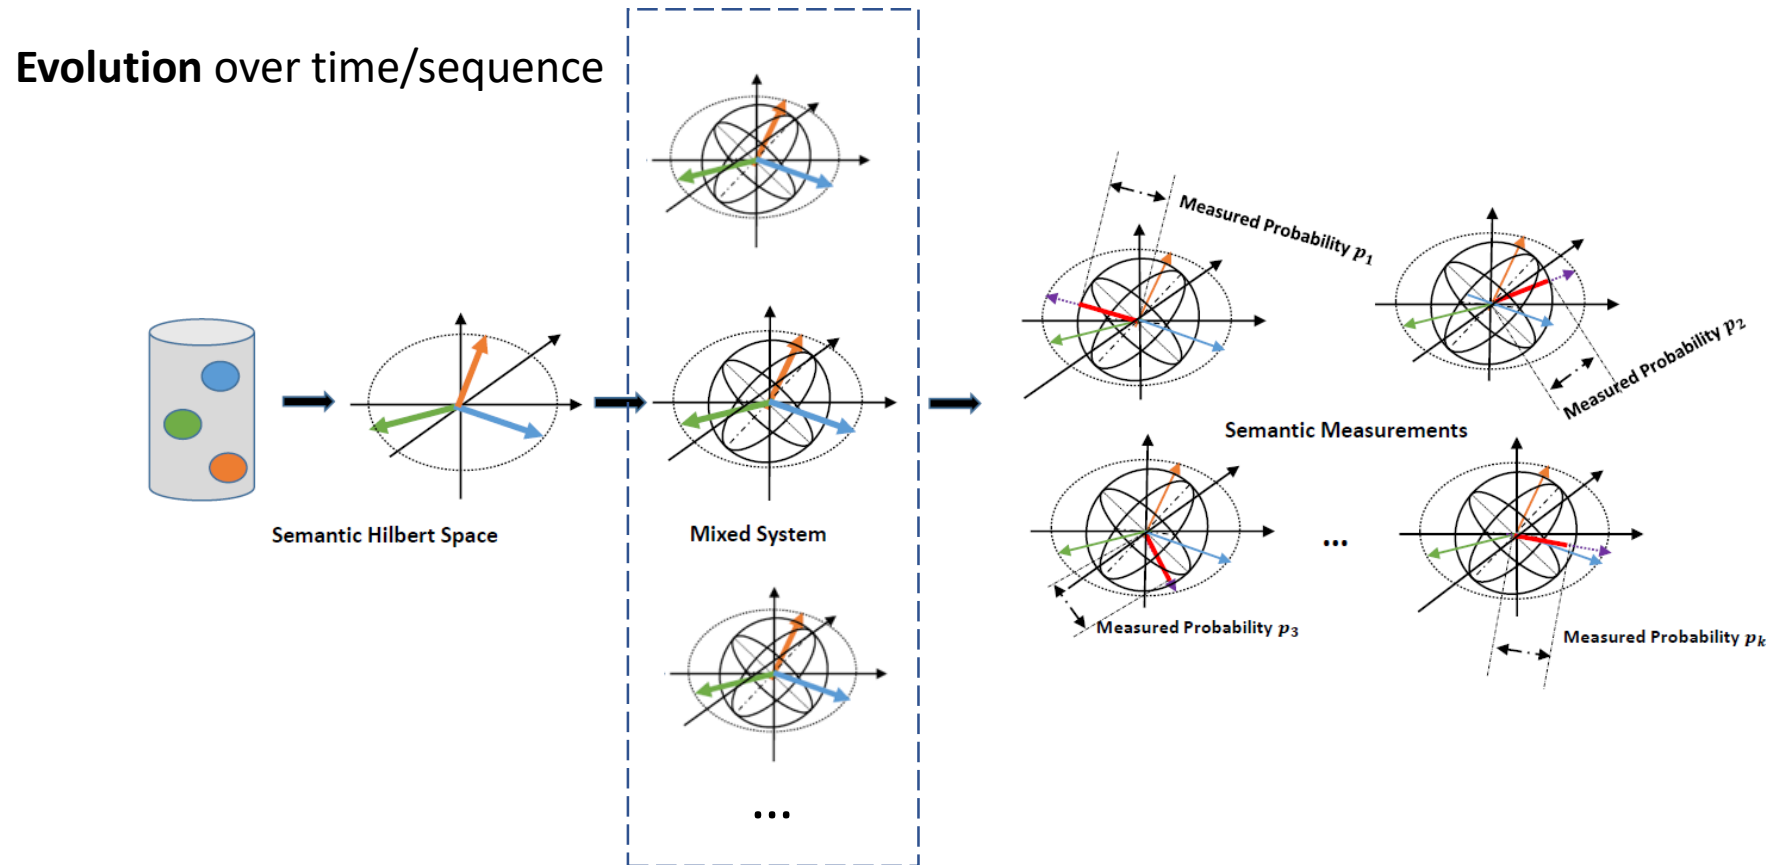 Evolution over time/sequence
Measured Probability p₁
Measured Probability p₂
Semantic Measurements
Semantic Hilbert Space
Mixed System
...
Measured Probability p₃
Measured Probability pₖ
...